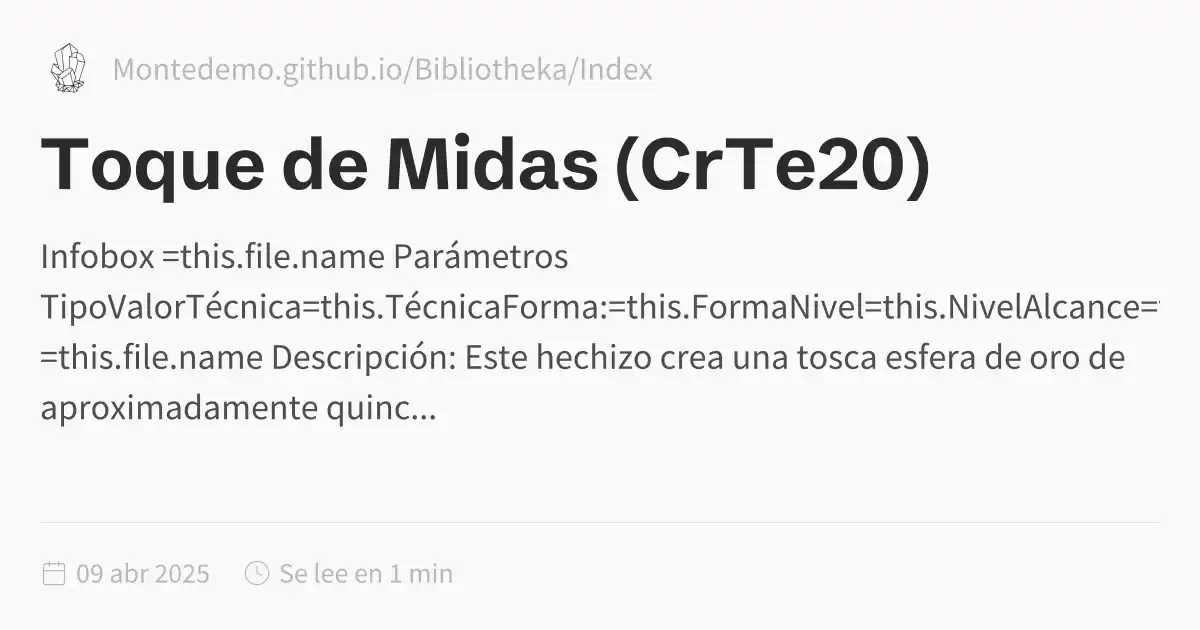 Montedemo.github.io/Bibliotheka/Index
Toque de Midas (CrTe20)
Infobox =this.file.name Parámetros
TipoValorTécnica=this.TécnicaForma:=this.FormaNivel=this.NivelAlcance=
=this.file.name Descripción: Este hechizo crea una tosca esfera de oro de
aproximadamente quinc...
09 abr 2025
Se lee en 1 min